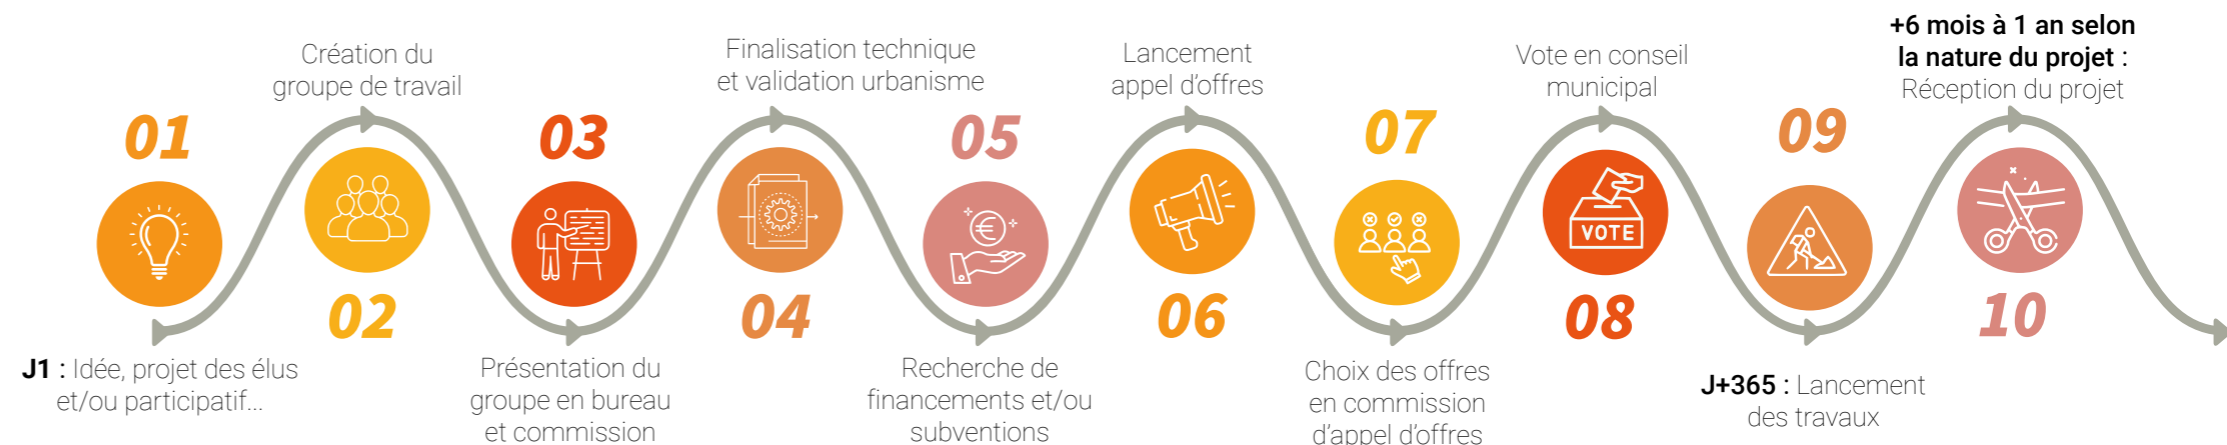 01
J1 : Idée, projet des élus
et/ou participatif...
Création du
groupe de travail
02
03
Présentation du
groupe en bureau
et commission
Finalisation technique
et validation urbanisme
04
05
Recherche de
financements et/ou
subventions
Lancement
appel d'offres
06
07
Choix des offres
en commission
d'appel d'offres
Vote en conseil
municipal
VOTE
08
09
J+365 : Lancement
des travaux
+6 mois à 1 an selon
la nature du projet :
Réception du projet
10